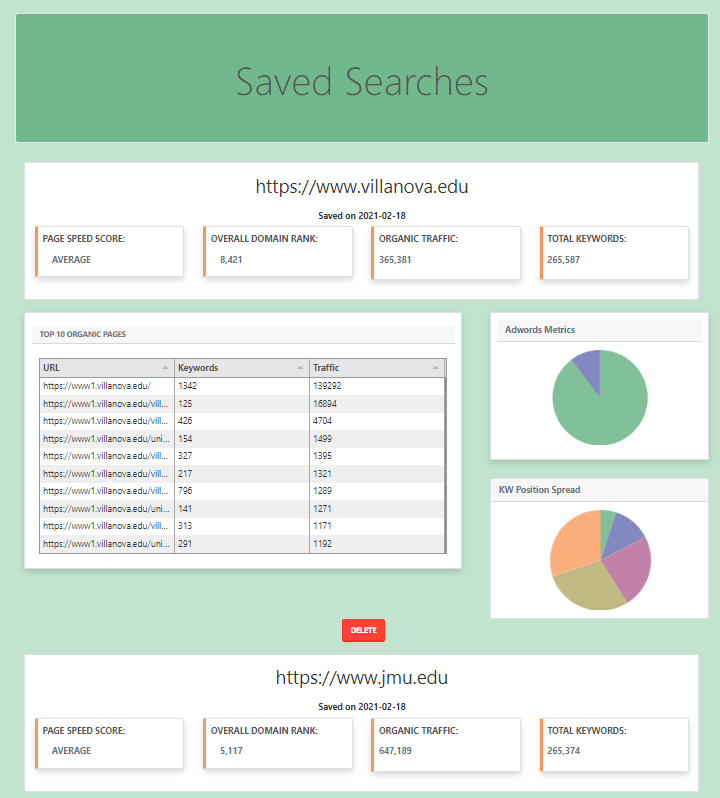 Saved Searches
https://www.villanova.edu
Saved on 2021-02-18
PAGE SPEED SCORE: OVERALL DOMAIN RANK: ORGANIC TRAFFIC: TOTAL KEYWORDS:
AVERAGE 8,421 365,381 265,587
TOP 10 ORGANIC PAGES
URL Keywords Traffic
https://www1.villanova.edu/ 1342 139292
https://www1.villanova.edu/vill... 125 16894
https://www1.villanova.edu/vill... 426 4704
https://www1.villanova.edu/uni... 154 1499
https://www1.villanova.edu/vill... 327 1395
https://www1.villanova.edu/vill... 217 1321
https://www1.villanova.edu/vill... 796 1289
https://www1.villanova.edu/uni... 141 1271
https://www1.villanova.edu/vill... 313 1171
https://www1.villanova.edu/uni... 291 1192
Adwords Metrics
KW Position Spread
DELETE
https://www.jmu.edu
Saved on 2021-02-18
PAGE SPEED SCORE: OVERALL DOMAIN RANK: ORGANIC TRAFFIC: TOTAL KEYWORDS:
AVERAGE 5,117 647,189 265,374